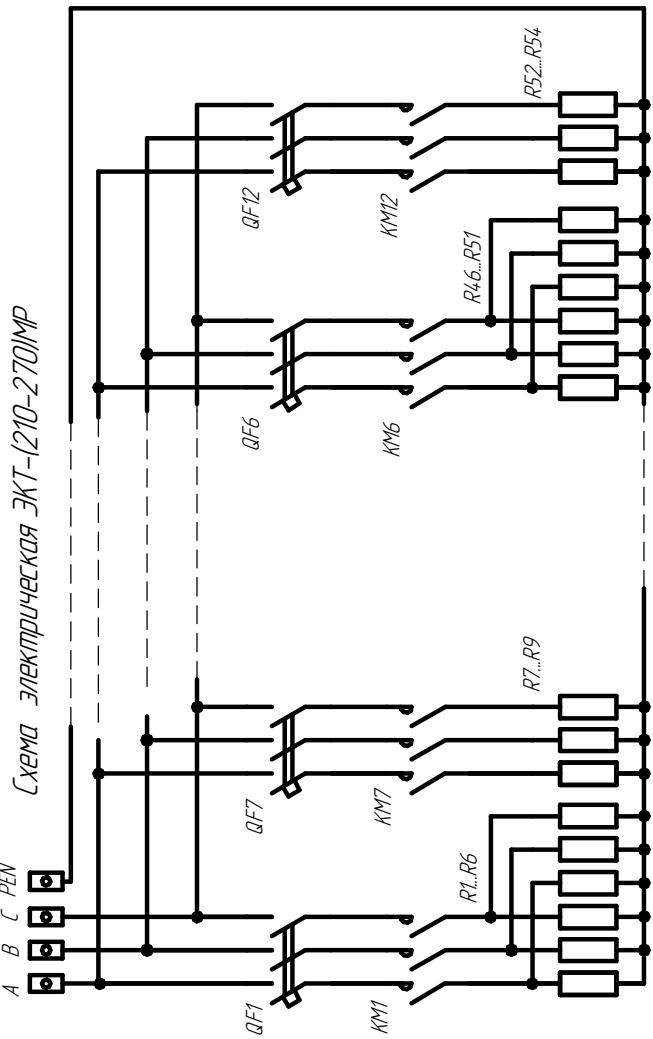 Схема электрическая ЭКТ-(210-270)МР
A
B
C
PEN
QF1
QF7
QF6
QF12
KM1
KM7
KM6
KM12
R1...R6
R7...R9
R46...R51
R52...R54